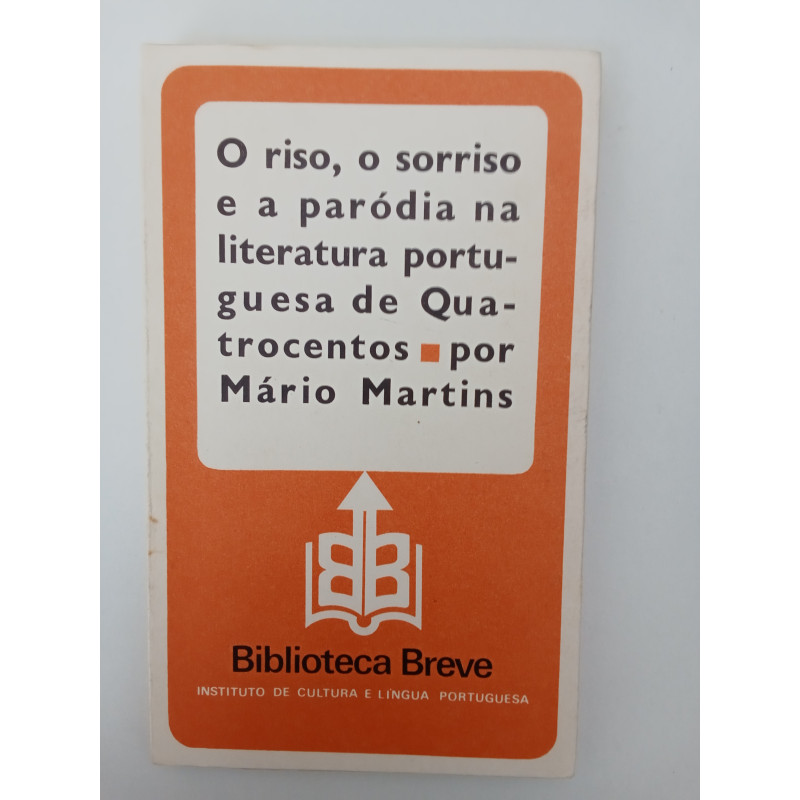 O riso, o sorriso
e a paródia na
literatura portu-
guesa de Qua-
trocentos ■ por
Mário Martins
BB
Biblioteca Breve
INSTITUTO DE CULTURA E LÍNGUA PORTUGUESA